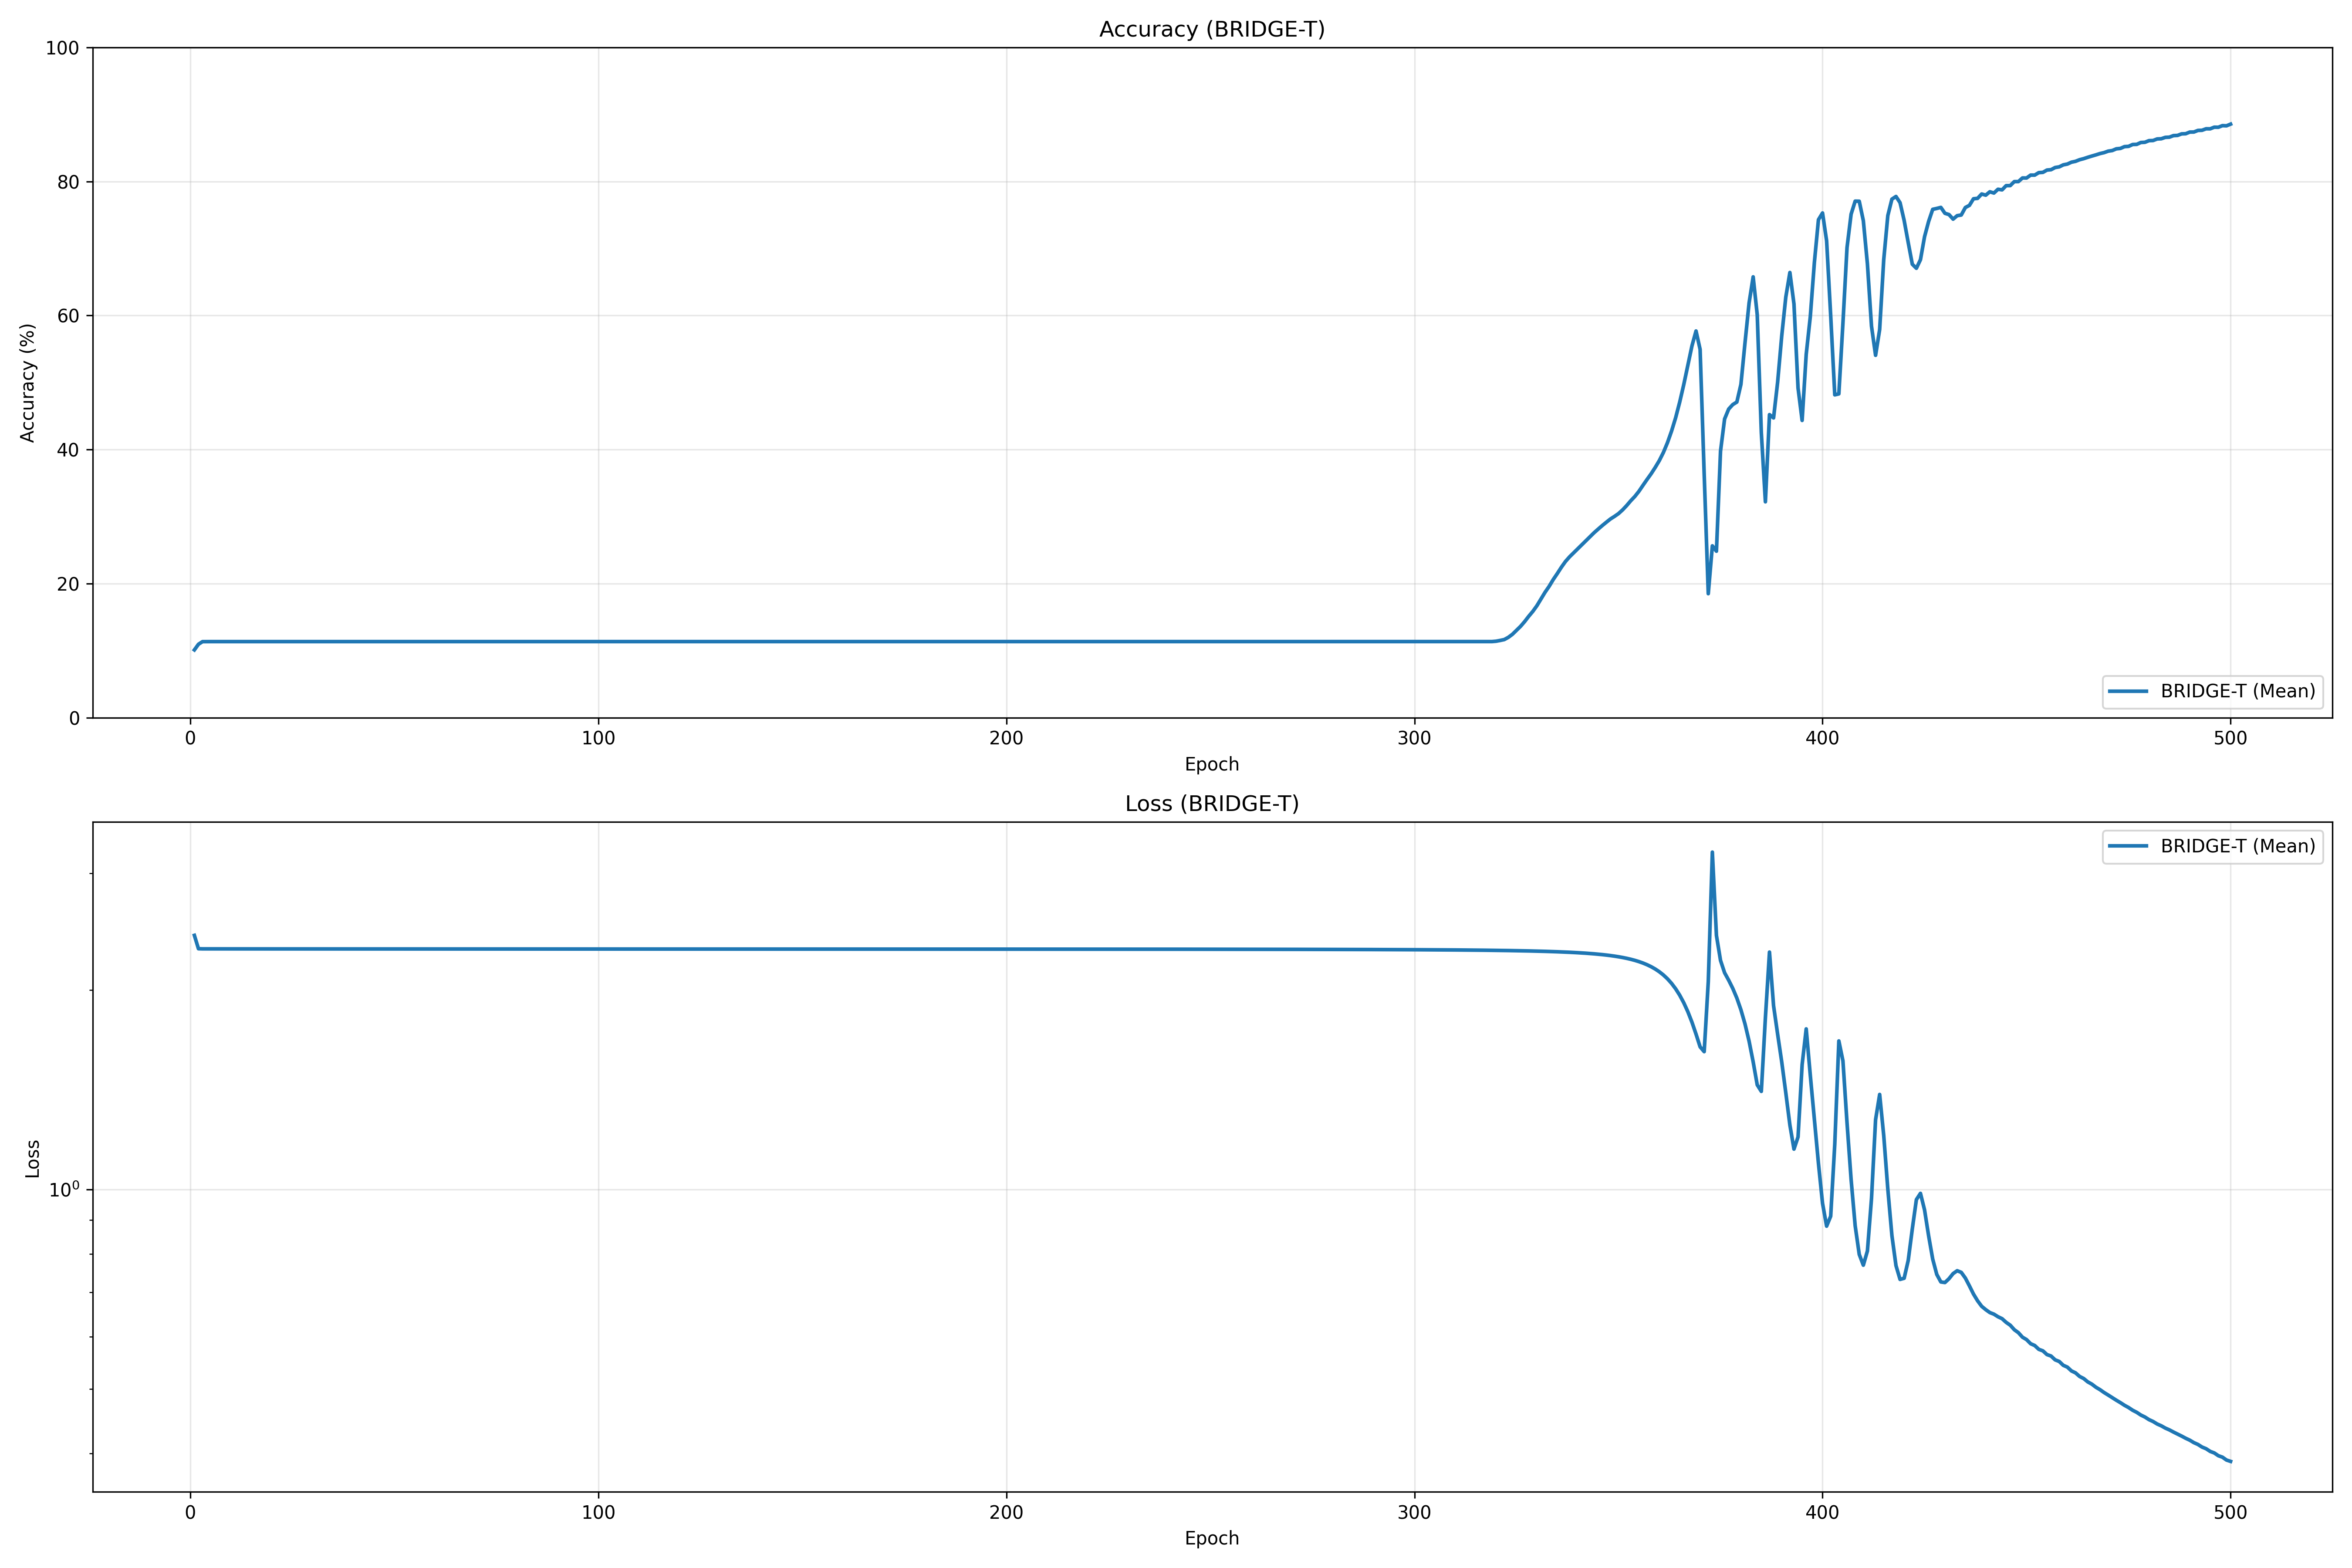 Accuracy (BRIDGE-T)
100
80
60
40
20
0
Accuracy (%)
0 100 200 300 400 500
Epoch
BRIDGE-T (Mean)
Loss (BRIDGE-T)
BRIDGE-T (Mean)
10⁰
Loss
0 100 200 300 400 500
Epoch